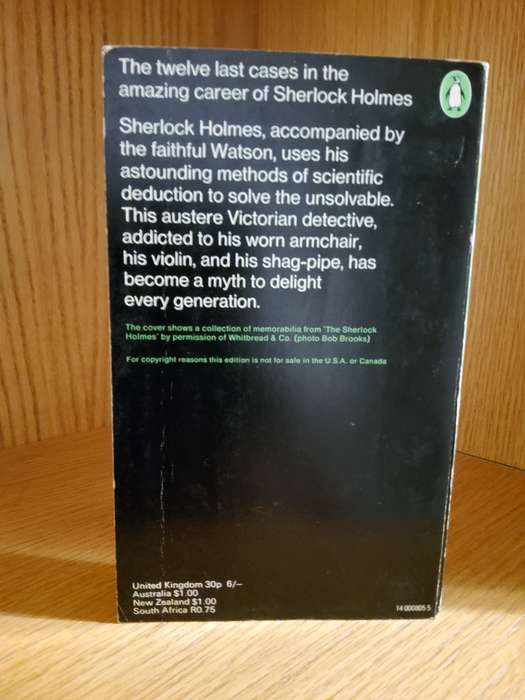 The twelve last cases in the
amazing career of Sherlock Holmes
Sherlock Holmes, accompanied by
the faithful Watson, uses his
astounding methods of scientific
deduction to solve the unsolvable.
This austere Victorian detective,
addicted to his worn armchair,
his violin, and his shag-pipe, has
become a myth to delight
every generation.
The cover shows a collection of memorabilia from 'The Sherlock
Holmes' by permission of Whitbread & Co. (photo Bob Brooks)
For copyright reasons this edition is not for sale in the U.S.A. or Canada
United Kingdom 30p 6/–
Australia $1.00
New Zealand $1.00
South Africa R0.75
14 000805 5